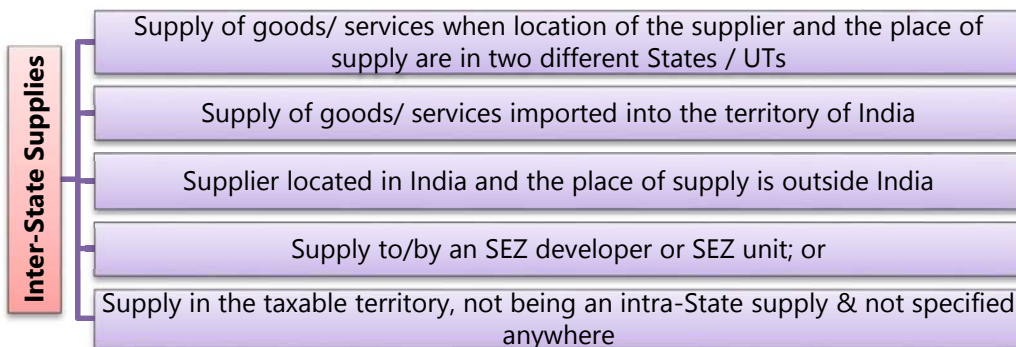 Inter-State Supplies
Supply of goods/ services when location of the supplier and the place of
supply are in two different States / UTs
Supply of goods/ services imported into the territory of India
Supplier located in India and the place of supply is outside India
Supply to/by an SEZ developer or SEZ unit; or
Supply in the taxable territory, not being an intra-State supply & not specified
anywhere